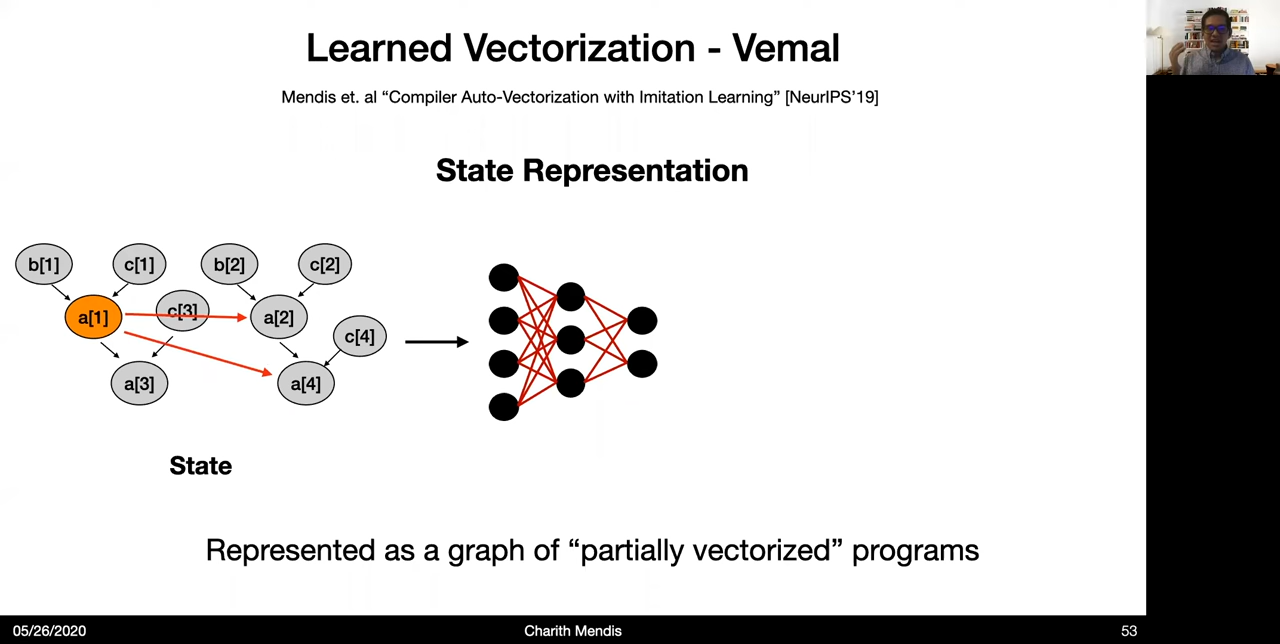 Learned Vectorization - Vemal
Mendis et. al “Compiler Auto-Vectorization with Imitation Learning” [NeurIPS’19]
State Representation
b[1] c[1] b[2] c[2]
a[1] c[3] a[2]
c[4]
a[3] a[4]
State
Represented as a graph of “partially vectorized” programs
05/26/2020 Charith Mendis 53